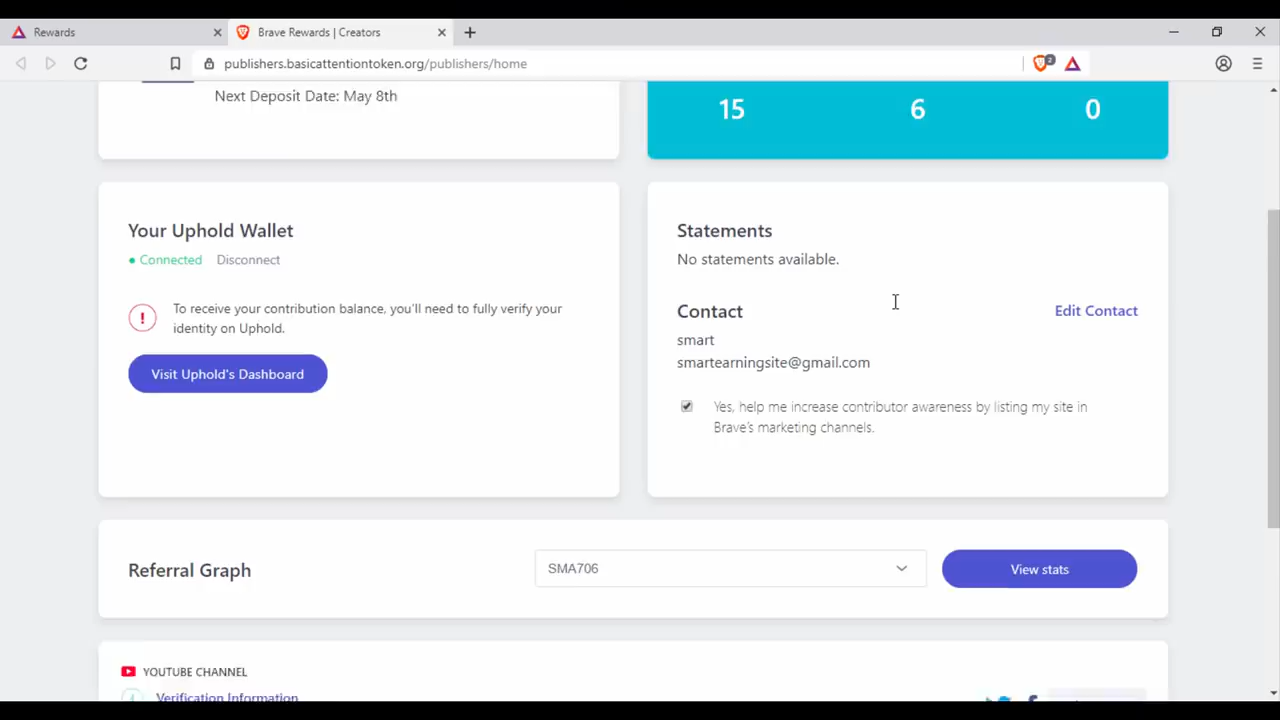 Rewards
Brave Rewards | Creators
publishers.basicattentiontoken.org/publishers/home
2
Next Deposit Date: May 8th
15 6 0
Your Uphold Wallet
Connected Disconnect
! To receive your contribution balance, you'll need to fully verify your
identity on Uphold.
Visit Uphold's Dashboard
Statements
No statements available.
Contact
Edit Contact
smart
smartearningsite@gmail.com
Yes, help me increase contributor awareness by listing my site in
Brave's marketing channels.
Referral Graph
SMA706
View stats
YOUTUBE CHANNEL
Verification Information